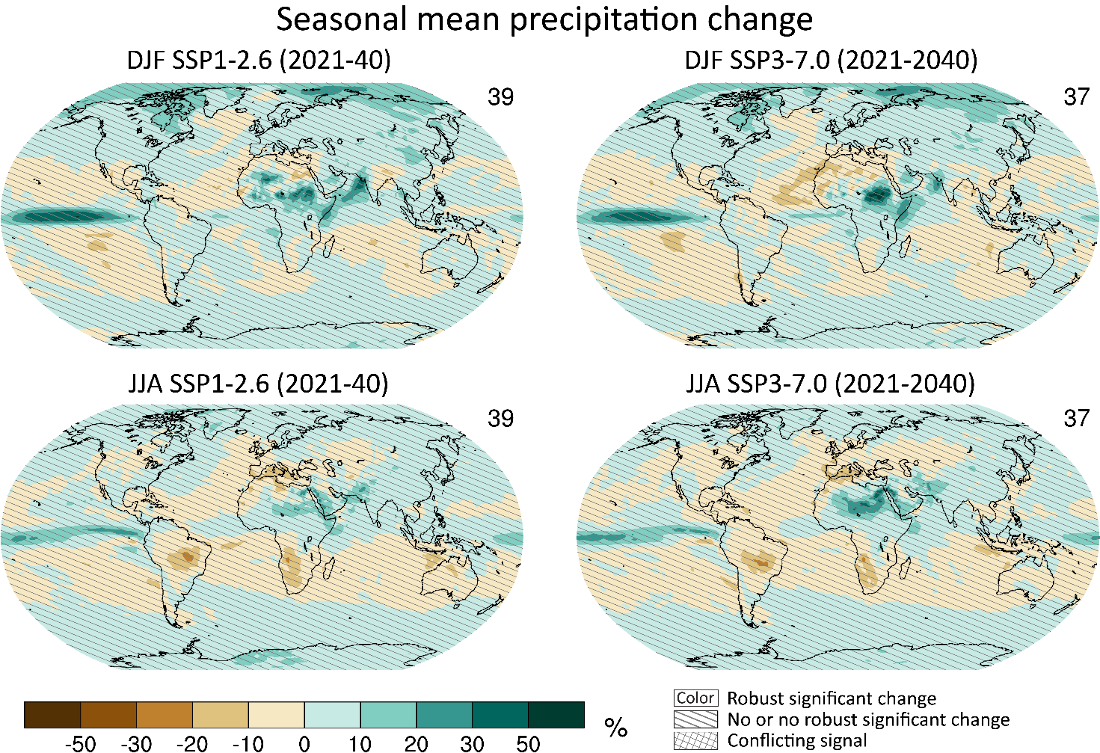 Seasonal mean precipitation change
DJF SSP1-2.6 (2021-40)
DJF SSP3-7.0 (2021-2040)
39
37
JJA SSP1-2.6 (2021-40)
JJA SSP3-7.0 (2021-2040)
39
37
-50 -30 -20 -10 0 10 20 30 50 %
Color Robust significant change
No or no robust significant change
Conflicting signal